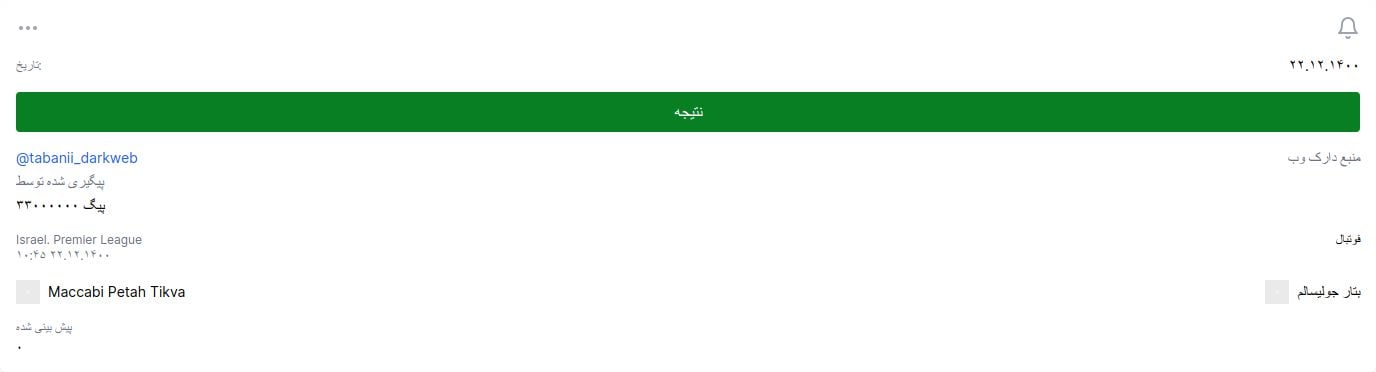 تاریخ:
۲۲.۱۲.۱۴۰۰
نتیجه
منبع دارک وب
@tabanii_darkweb
پیگیری شده توسط
پیگ ۳۳۰۰۰۰۰۰
فوتبال
Israel. Premier League
۱۰:۴۵ ۲۲.۱۲.۱۴۰۰
بتار جولیسالم
Maccabi Petah Tikva
پیش بینی شده
۰